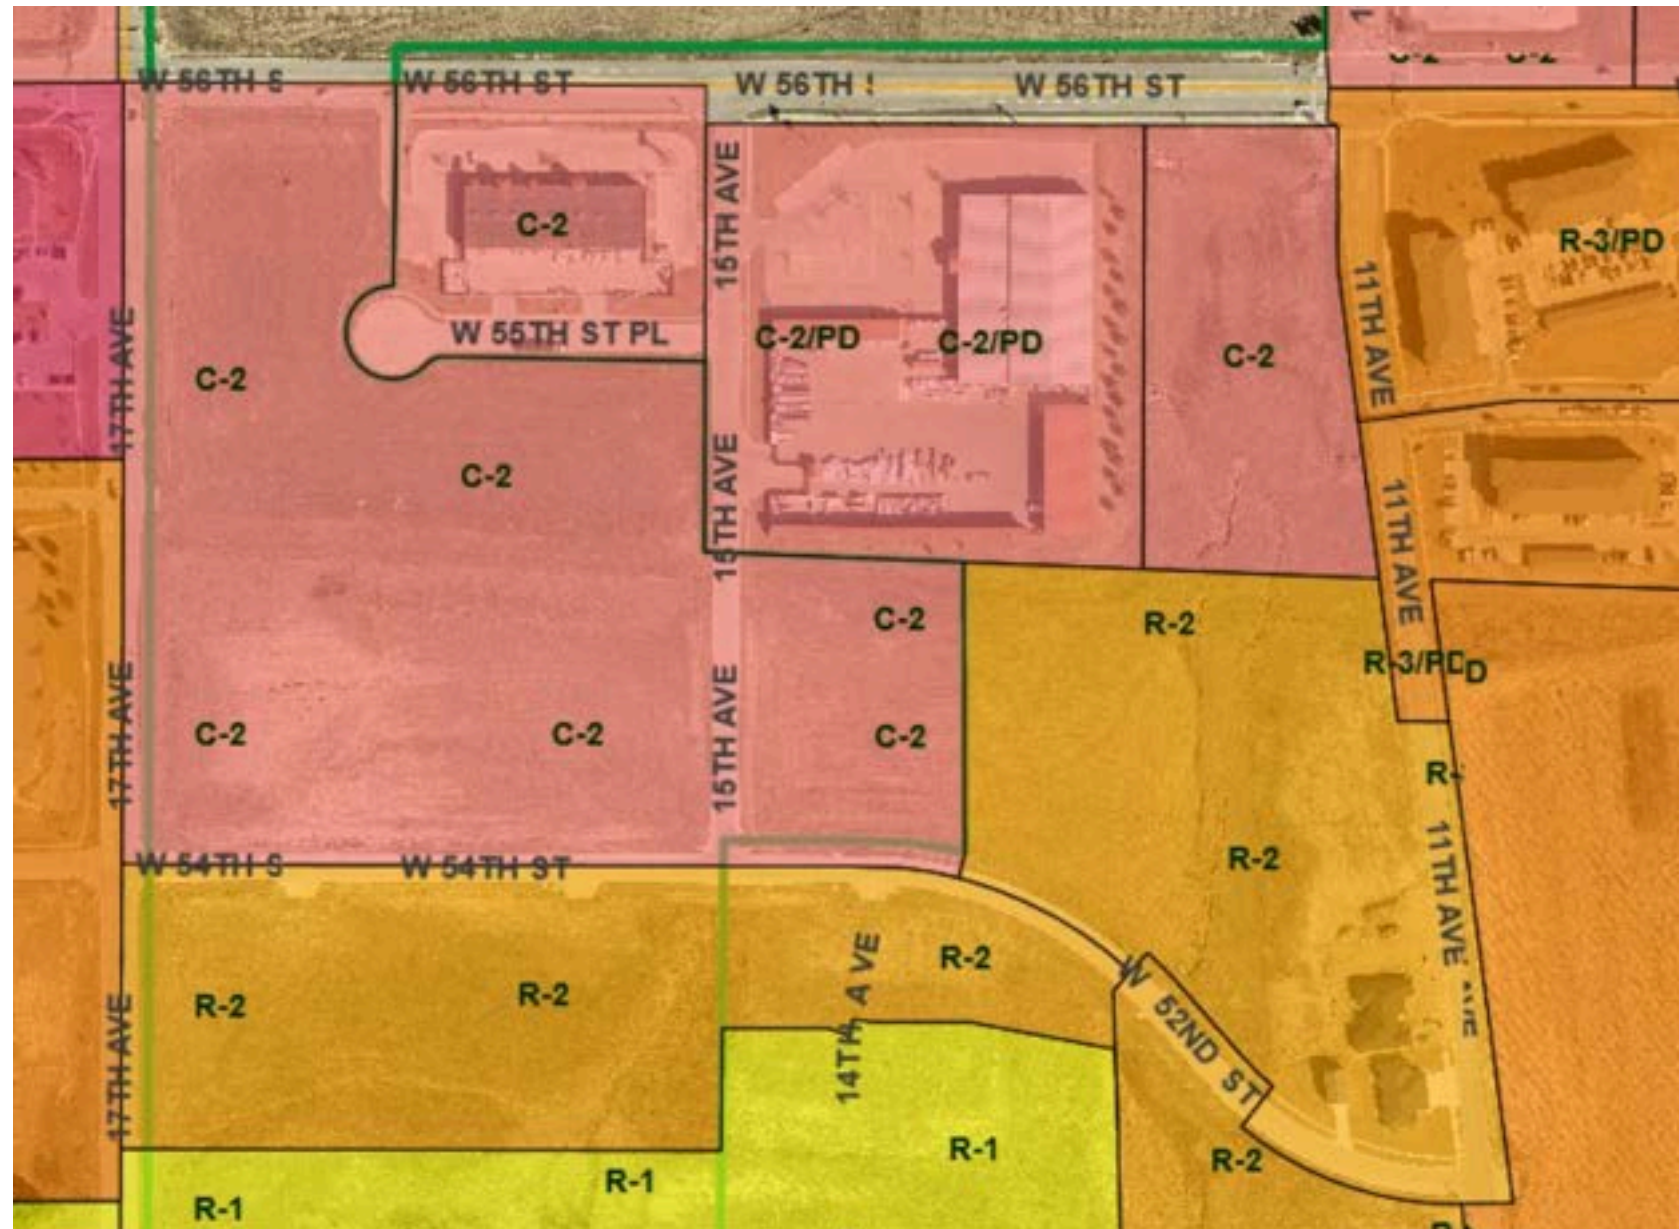 C-2
C-2
W 56TH S
W 56TH ST
W 56TH
W 56TH ST
15TH AVE
C-2
R-3/PD
W 55TH ST PL
C-2/PD
C-2/PD
C-2
11TH AVE
17TH AVE
C-2
C-2
15TH AVE
15TH AVE
11TH AVE
C-2
R-2
R-3/PD
D
17TH AVE
C-2
C-2
15TH AVE
C-2
R-
W 54TH S
W 54TH ST
R-2
11TH AVE
R-2
R-2
R-2
14TH AVE
W 52ND ST
17TH AVE
R-1
R-1
R-1
R-2